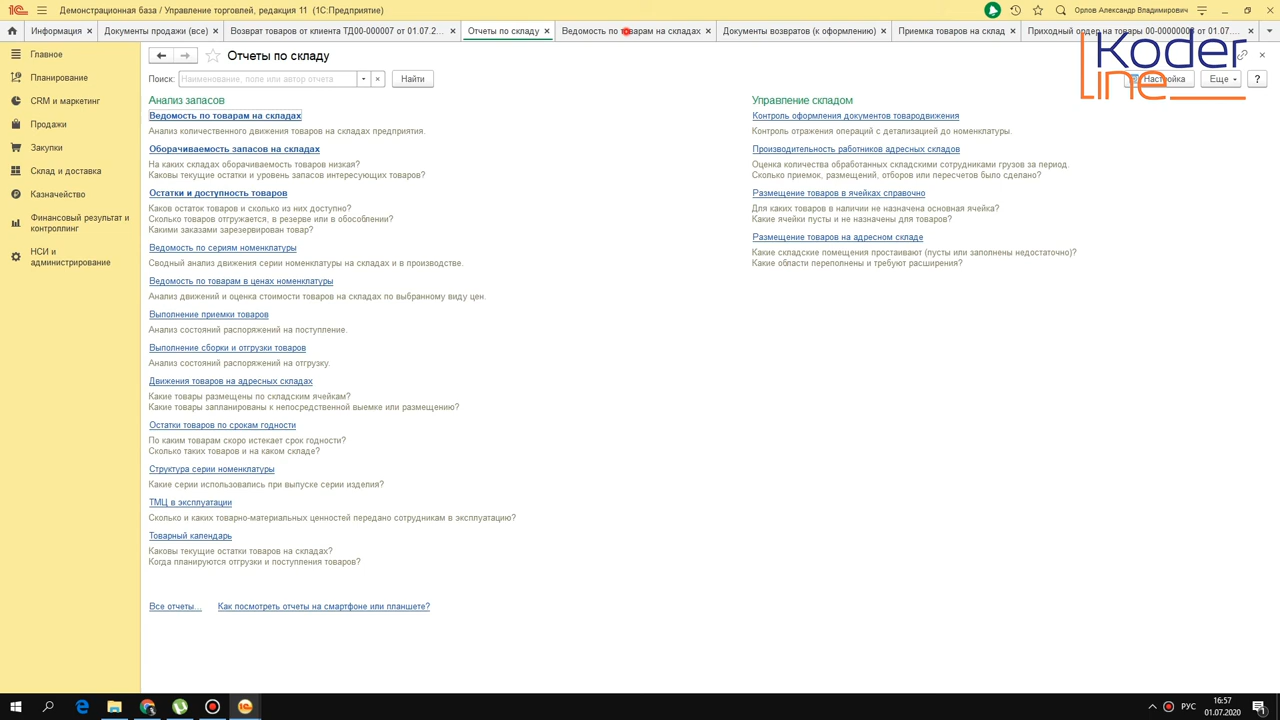 Демонстрационная база / Управление торговлей, редакция 11 (1С:Предприятие)
Орлов Александр Владимирович
Информация
Документы продажи (все)
Возврат товаров от клиента ТД00-000007 от 01.07.2...
Отчеты по складу
Ведомость по товарам на складах
Документы возвратов (к оформлению)
Приемка товаров на склад
Приходный ордер на товары 00-00000003 от 01.07....
Главное
Планирование
CRM и маркетинг
Продажи
Закупки
Склад и доставка
Казначейство
Финансовый результат и
контроллинг
НСИ и
администрирование
Отчеты по складу
Koder
line
Поиск:
Наименование, поле или автор отчета
Найти
Настройка
Еще
?
Анализ запасов
Ведомость по товарам на складах
Анализ количественного движения товаров на складах предприятия.
Оборачиваемость запасов на складах
На каких складах оборачиваемость товаров низкая?
Каковы текущие остатки и уровень запасов интересующих товаров?
Остатки и доступность товаров
Каков остаток товаров и сколько из них доступно?
Сколько товаров отгружается, в резерве или в обособлении?
Какими заказами зарезервирован товар?
Ведомость по сериям номенклатуры
Сводный анализ движения серии номенклатуры на складах и в производстве.
Ведомость по товарам в ценах номенклатуры
Анализ движений и оценка стоимости товаров на складах по выбранному виду цен.
Выполнение приемки товаров
Анализ состояний распоряжений на поступление.
Выполнение сборки и отгрузки товаров
Анализ состояний распоряжений на отгрузку.
Движения товаров на адресных складах
Какие товары размещены по складским ячейкам?
Какие товары запланированы к непосредственной выемке или размещению?
Остатки товаров по срокам годности
По каким товарам скоро истекает срок годности?
Сколько таких товаров и на каком складе?
Структура серии номенклатуры
Какие серии использовались при выпуске серии изделия?
ТМЦ в эксплуатации
Сколько и каких товарно-материальных ценностей передано сотрудникам в эксплуатацию?
Товарный календарь
Каковы текущие остатки товаров на складах?
Когда планируются отгрузки и поступления товаров?
Все отчеты...
Как посмотреть отчеты на смартфоне или планшете?
Управление складом
Контроль оформления документов товародвижения
Контроль отражения операций с детализацией до номенклатуры.
Производительность работников адресных складов
Оценка количества обработанных складскими сотрудниками грузов за период.
Сколько приемок, размещений, отборов или пересчетов было сделано?
Размещение товаров в ячейках справочно
Для каких товаров в наличии не назначена основная ячейка?
Какие ячейки пусты и не назначены для товаров?
Размещение товаров на адресном складе
Какие складские помещения простаивают (пусты или заполнены недостаточно)?
Какие области переполнены и требуют расширения?
РУС
16:57
01.07.2020
1